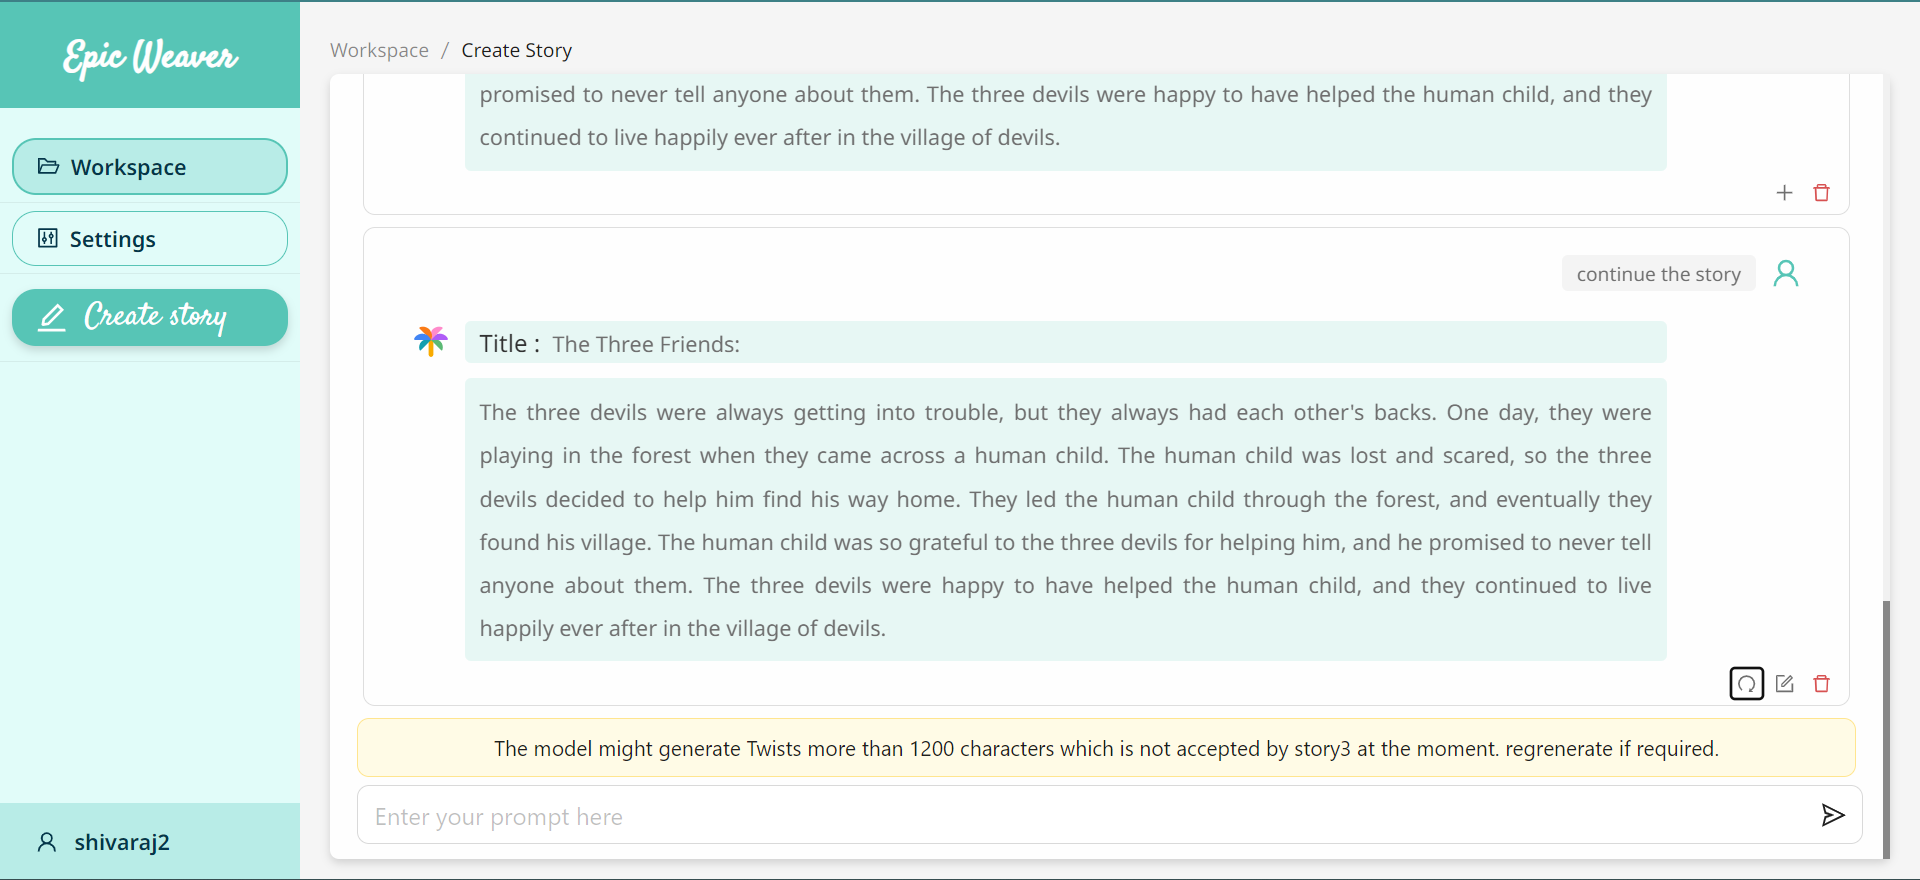 Epic Weaver
Workspace
Settings
Create story
shivaraj2
Workspace / Create Story
promised to never tell anyone about them. The three devils were happy to have helped the human child, and they
continued to live happily ever after in the village of devils.
continue the story
Title : The Three Friends:
The three devils were always getting into trouble, but they always had each other's backs. One day, they were
playing in the forest when they came across a human child. The human child was lost and scared, so the three
devils decided to help him find his way home. They led the human child through the forest, and eventually they
found his village. The human child was so grateful to the three devils for helping him, and he promised to never tell
anyone about them. The three devils were happy to have helped the human child, and they continued to live
happily ever after in the village of devils.
The model might generate Twists more than 1200 characters which is not accepted by story3 at the moment. regrenerate if required.
Enter your prompt here